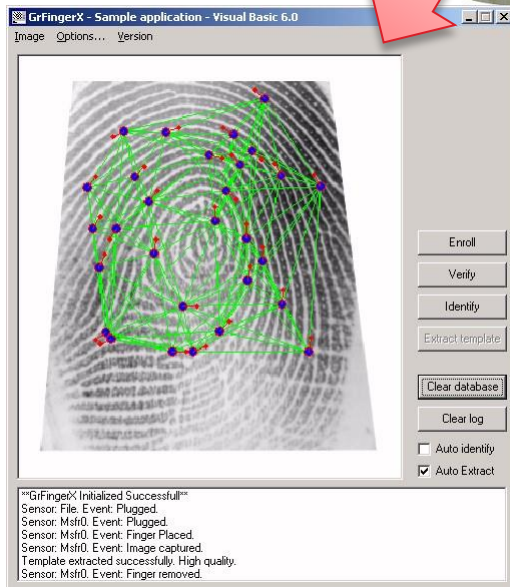 GrFingerX - Sample application - Visual Basic 6.0
Image Options... Version
Enroll
Verify
Identify
Extract template
Clear database
Clear log
Auto identify
Auto Extract
**GrFingerX Initialized Successfull**
Sensor: File. Event: Plugged.
Sensor: Msfr0. Event: Plugged.
Sensor: Msfr0. Event: Finger Placed.
Sensor: Msfr0. Event: Image captured.
Template extracted successfully. High quality.
Sensor: Msfr0. Event: Finger removed.